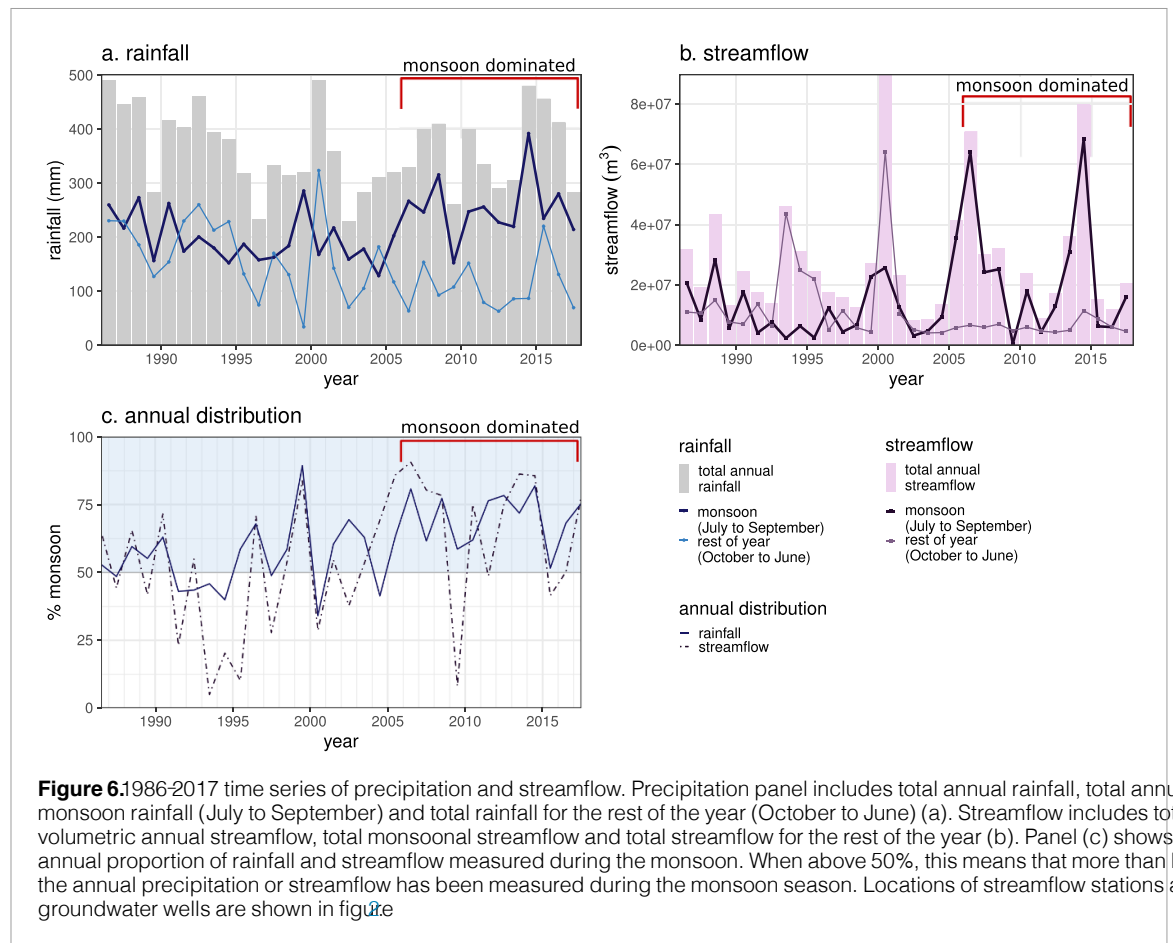 a. rainfall
monsoon dominated
500
400
300
200
100
0
rainfall (mm)
1990
1995
2000
2005
2010
2015
year
b. streamflow
monsoon dominated
8e+07
6e+07
4e+07
2e+07
0e+00
streamflow (m³)
1990
1995
2000
2005
2010
2015
year
c. annual distribution
monsoon dominated
100
75
50
25
0
% monsoon
1990
1995
2000
2005
2010
2015
year
rainfall
total annual
rainfall
monsoon
(July to September)
rest of year
(October to June)
streamflow
total annual
streamflow
monsoon
(July to September)
rest of year
(October to June)
annual distribution
rainfall
streamflow
Figure 6. 1986–2017 time series of precipitation and streamflow. Precipitation panel includes total annual rainfall, total annu
monsoon rainfall (July to September) and total rainfall for the rest of the year (October to June) (a). Streamflow includes to
volumetric annual streamflow, total monsoonal streamflow and total streamflow for the rest of the year (b). Panel (c) shows
annual proportion of rainfall and streamflow measured during the monsoon. When above 50%, this means that more than
the annual precipitation or streamflow has been measured during the monsoon season. Locations of streamflow stations a
groundwater wells are shown in figure 2.